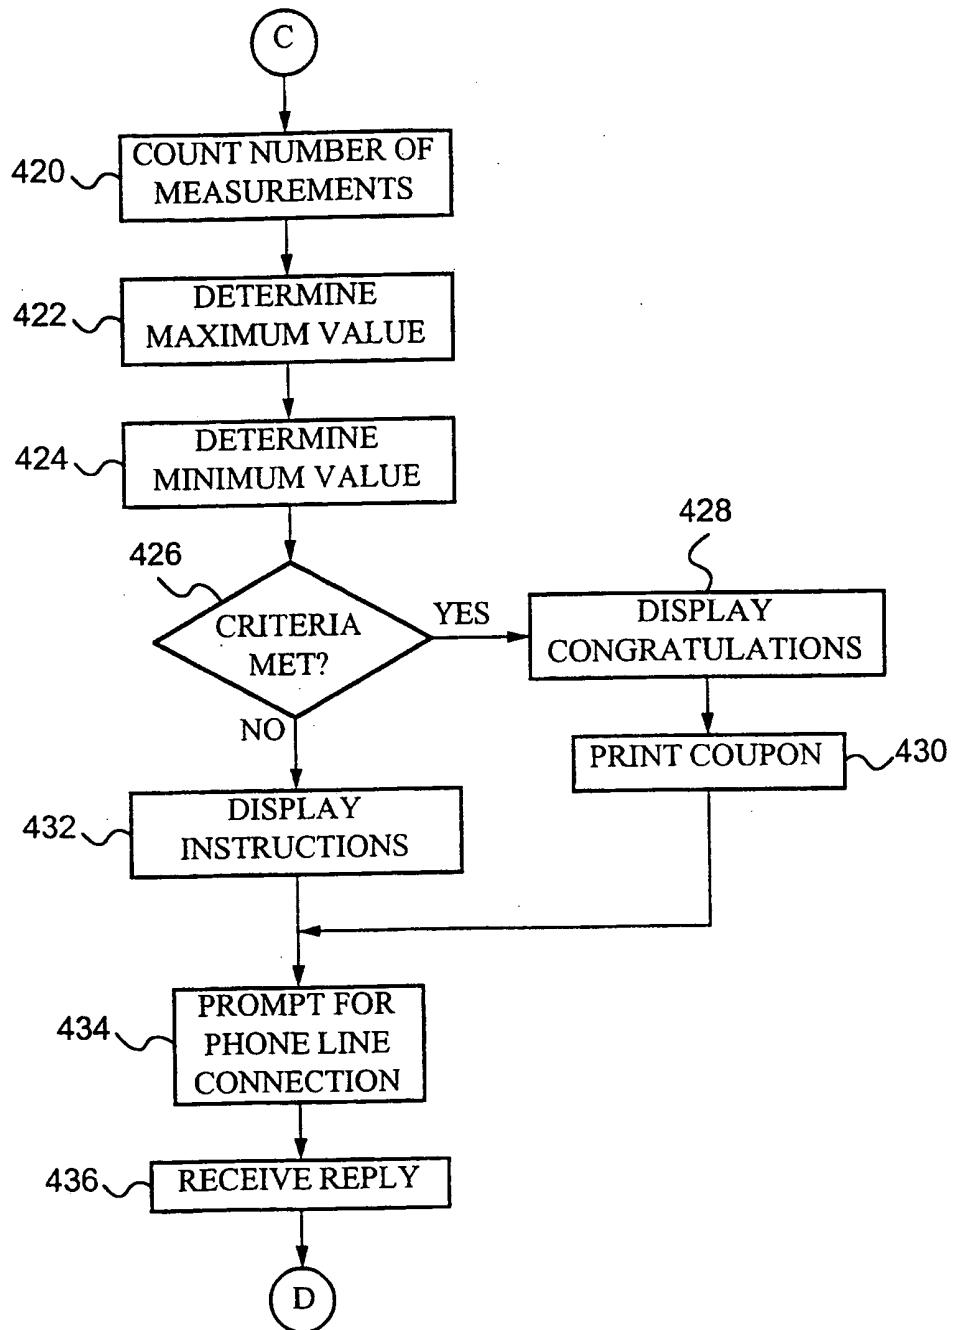 C
420
COUNT NUMBER OF
MEASUREMENTS
422
DETERMINE
MAXIMUM VALUE
424
DETERMINE
MINIMUM VALUE
426
CRITERIA
MET?
YES
428
DISPLAY
CONGRATULATIONS
NO
PRINT COUPON
430
432
DISPLAY
INSTRUCTIONS
434
PROMPT FOR
PHONE LINE
CONNECTION
436
RECEIVE REPLY
D